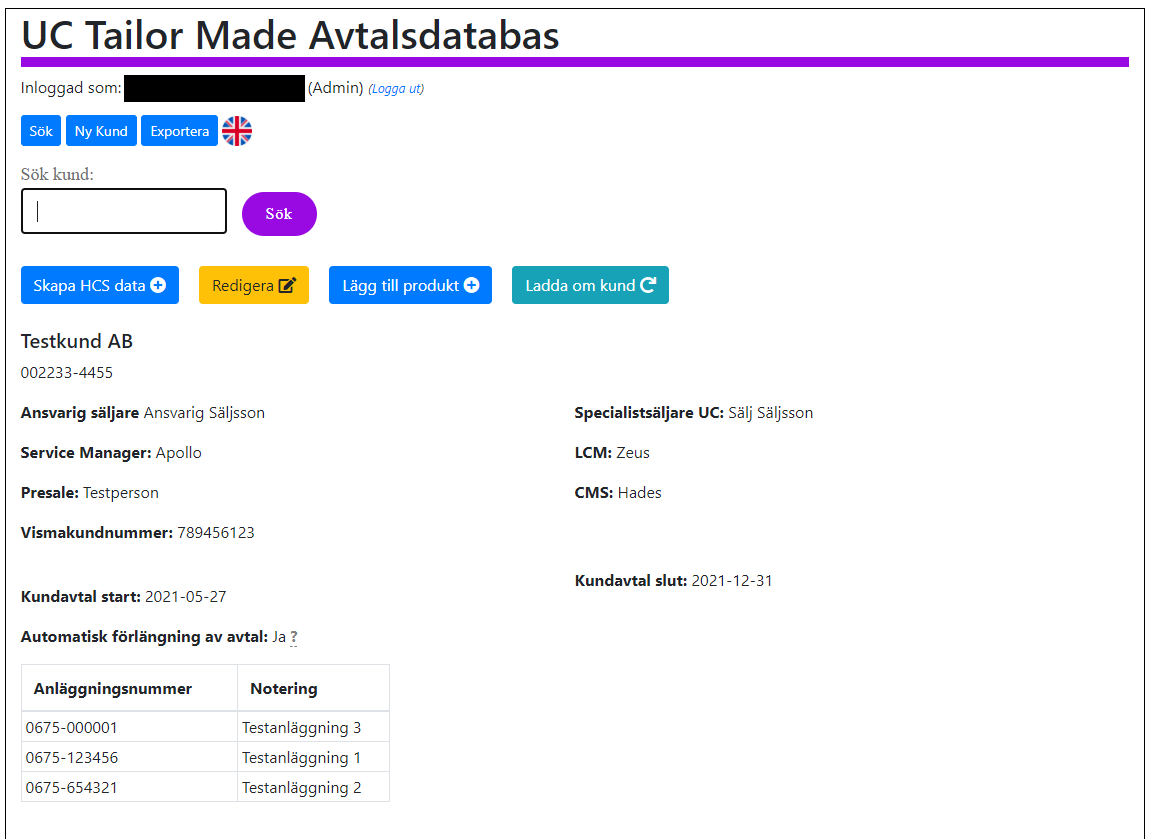 UC Tailor Made Avtalsdatabas
Inloggad som: (Admin) (Logga ut)
Sök Ny Kund Exportera
Sök kund:
Sök
Skapa HCS data Redigera Lägg till produkt Ladda om kund
Testkund AB
002233-4455
Ansvarig säljare Ansvarig Säljsson
Specialistsäljare UC: Sälj Säljsson
Service Manager: Apollo
LCM: Zeus
Presale: Testperson
CMS: Hades
Vismakundnummer: 789456123
Kundavtal slut: 2021-12-31
Kundavtal start: 2021-05-27
Automatisk förlängning av avtal: Ja ?
Anläggningsnummer Notering
0675-000001 Testanläggning 3
0675-123456 Testanläggning 1
0675-654321 Testanläggning 2